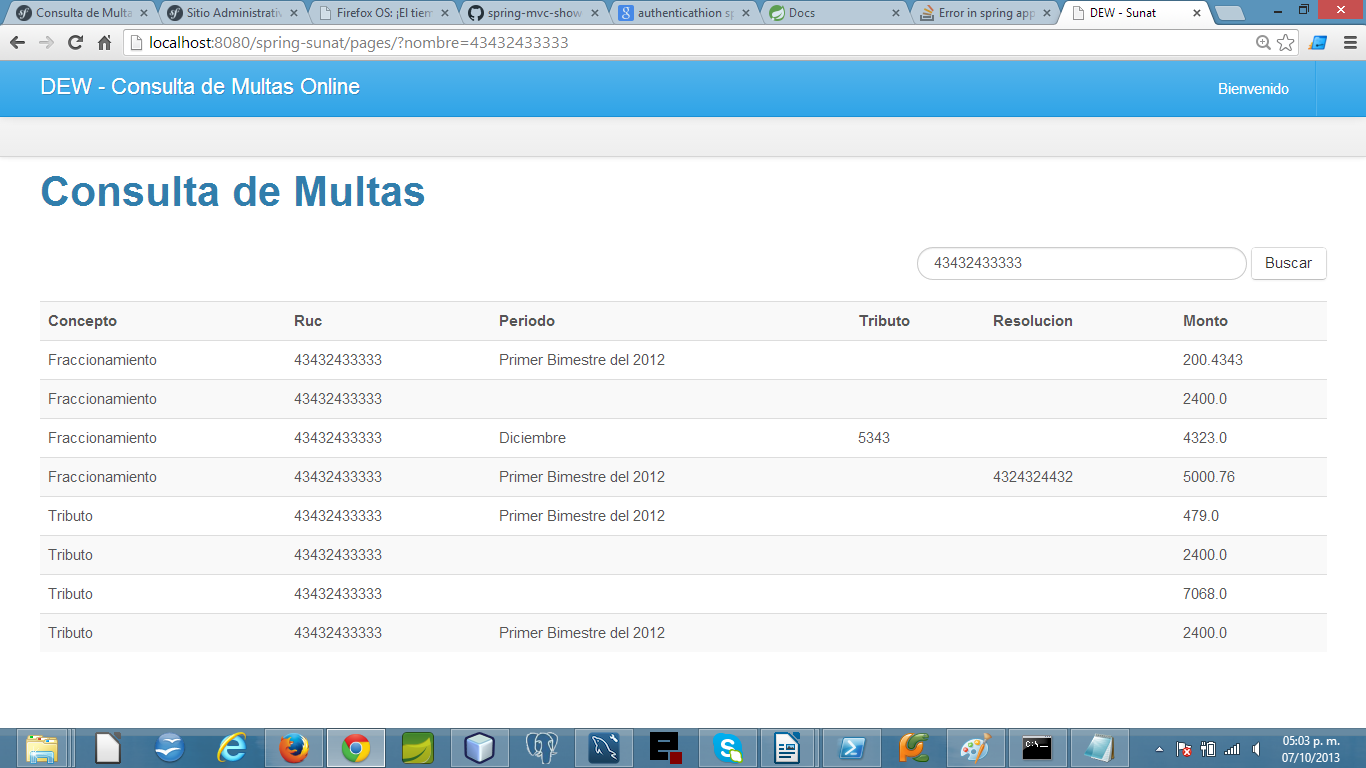 Consulta de Multa
Sitio Administrativ
Firefox OS: ¡El tiem
spring-mvc-show
authenticathion sp
Docs
Error in spring app
DEW - Sunat
localhost:8080/spring-sunat/pages/?nombre=43432433333
DEW - Consulta de Multas Online
Bienvenido
Consulta de Multas
43432433333
Buscar
Concepto Ruc Periodo Tributo Resolucion Monto
Fraccionamiento 43432433333 Primer Bimestre del 2012 200.4343
Fraccionamiento 43432433333 2400.0
Fraccionamiento 43432433333 Diciembre 5343 4323.0
Fraccionamiento 43432433333 Primer Bimestre del 2012 4324324432 5000.76
Tributo 43432433333 Primer Bimestre del 2012 479.0
Tributo 43432433333 2400.0
Tributo 43432433333 7068.0
Tributo 43432433333 Primer Bimestre del 2012 2400.0
05:03 p. m.
07/10/2013